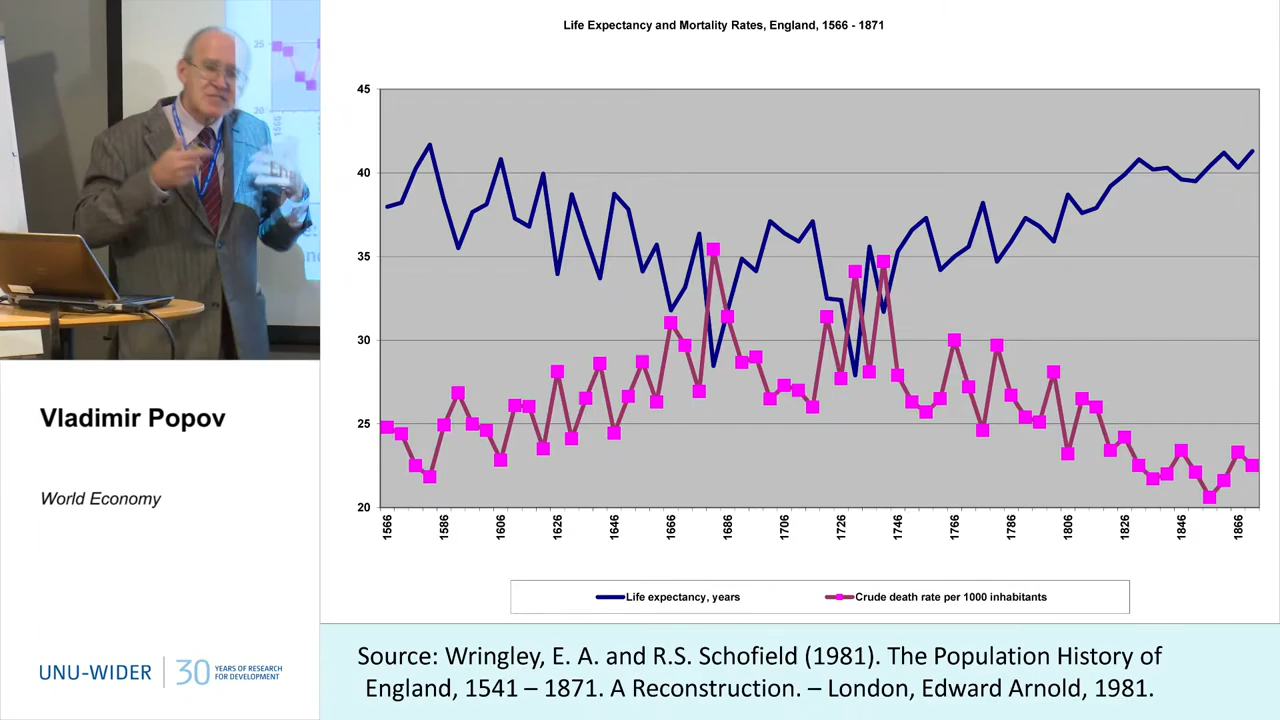 Life Expectancy and Mortality Rates, England, 1566 - 1871
45
40
35
30
25
20
1566
1586
1606
1626
1646
1666
1686
1706
1726
1746
1766
1786
1806
1826
1846
1866
Life expectancy, years
Crude death rate per 1000 inhabitants
Source: Wringley, E. A. and R.S. Schofield (1981). The Population History of
England, 1541 – 1871. A Reconstruction. – London, Edward Arnold, 1981.
25
20
1566
Vladimir Popov
World Economy
UNU-WIDER
30 YEARS OF RESEARCH
FOR DEVELOPMENT